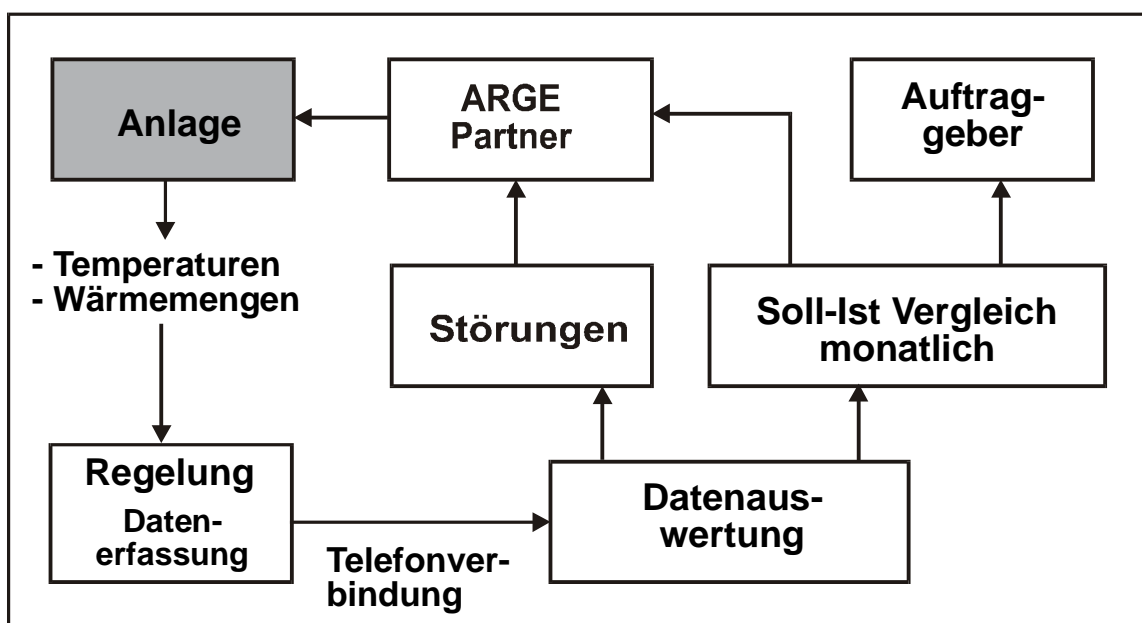 Anlage
ARGE
Partner
Auftrag-
geber
- Temperaturen
- Wärmemengen
Störungen
Soll-Ist Vergleich
monatlich
Regelung
Daten-
erfassung
Telefonver-
bindung
Datenaus-
wertung